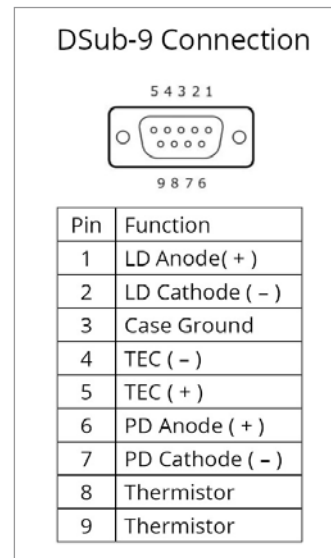 DSub-9 Connection
5 4 3 2 1
9 8 7 6
Pin Function
1 LD Anode( + )
2 LD Cathode ( – )
3 Case Ground
4 TEC ( – )
5 TEC ( + )
6 PD Anode ( + )
7 PD Cathode ( – )
8 Thermistor
9 Thermistor